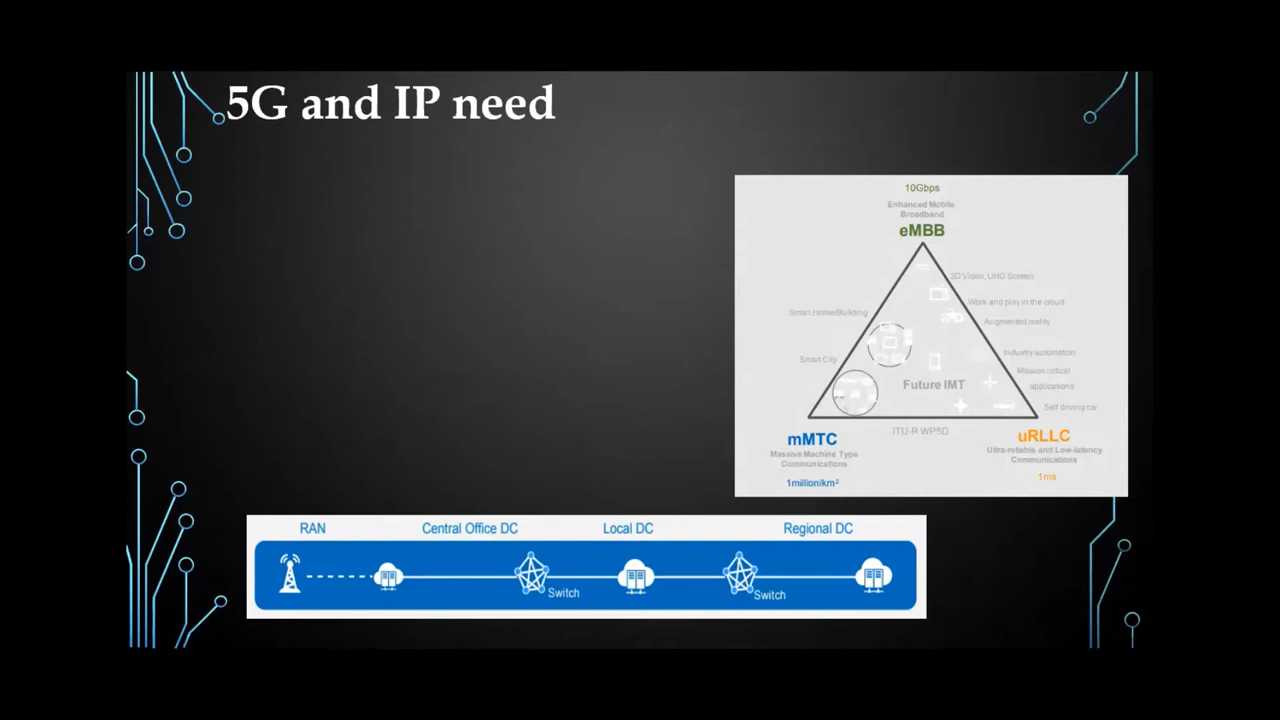 5G and IP need
10Gbps
Enhanced Mobile
Broadband
eMBB
3D Video, UHD Screen
Work and play in the cloud
Smart Home/Building
Augmented reality
Industry automation
Smart City
Mission critical
applications
Future IMT
Self driving car
ITU-R WP5D
mMTC
Massive Machine Type
Communications
1million/km²
uRLLC
Ultra-reliable and Low-latency
Communications
1ms
RAN
Central Office DC
Local DC
Regional DC
Switch
Switch